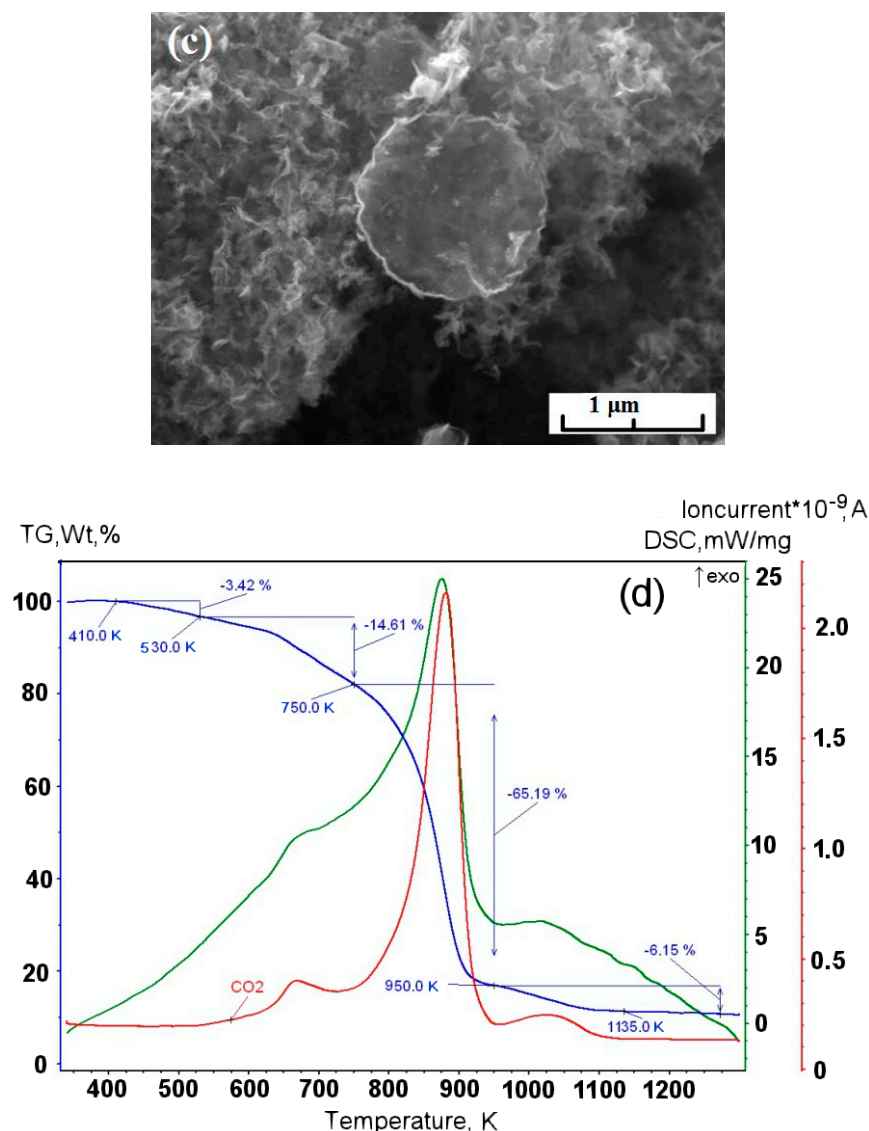 (c)
1 μm
Ioncurrent*10⁻⁹, A
TG,Wt,%
DSC,mW/mg
↑exo
(d)
-3.42 %
100
410.0 K
530.0 K
-14.61 %
80
750.0 K
60
-65.19 %
40
20
CO2
950.0 K
-6.15 %
1135.0 K
0
25
20
15
10
5
0
2.0
1.5
1.0
0.5
0
400 500 600 700 800 900 1000 1100 1200
Temperature, K